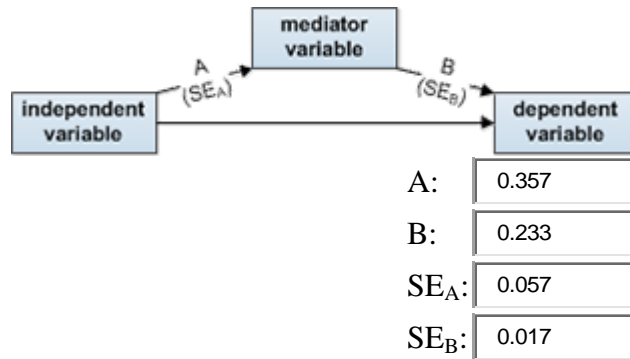 mediator
variable
A
(SEA)
B
(SEB)
independent
variable
dependent
variable
A: 0.357
B: 0.233
SEA: 0.057
SEB: 0.017